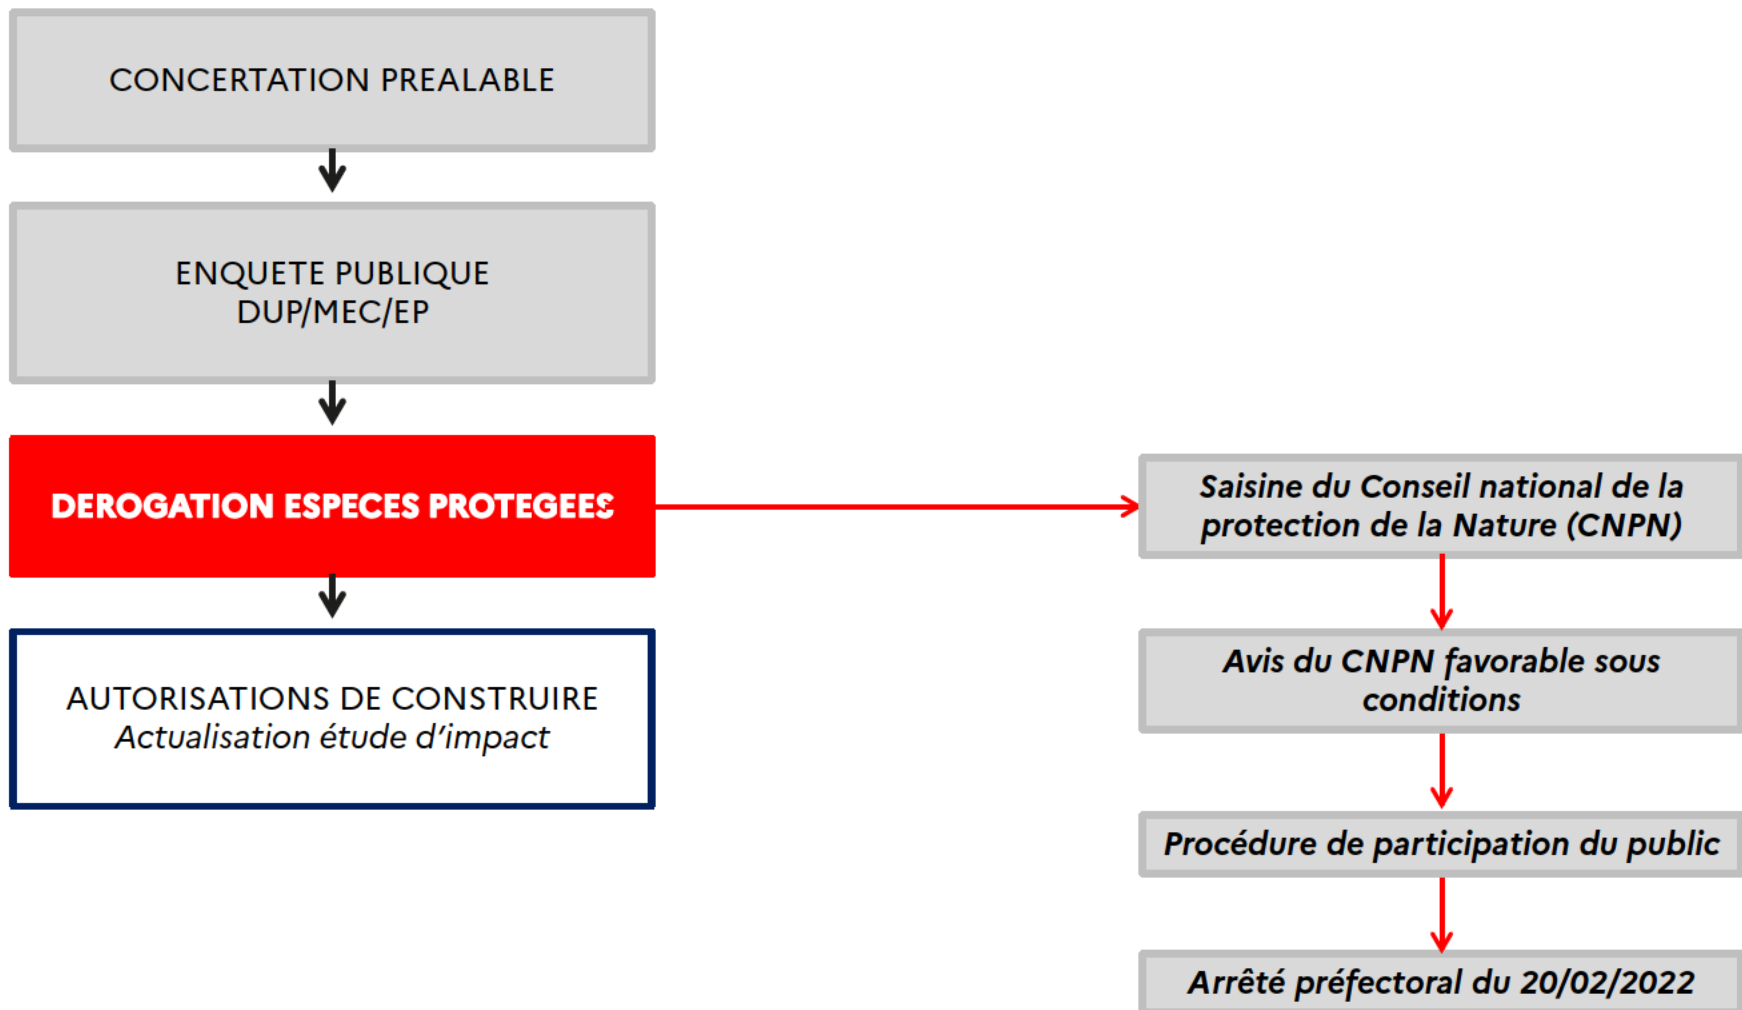 CONCERTATION PREALABLE
ENQUETE PUBLIQUE
DUP/MEC/EP
DEROGATION ESPECES PROTEGEES
AUTORISATIONS DE CONSTRUIRE
Actualisation étude d'impact
Saisine du Conseil national de la
protection de la Nature (CNPN)
Avis du CNPN favorable sous
conditions
Procédure de participation du public
Arrêté préfectoral du 20/02/2022